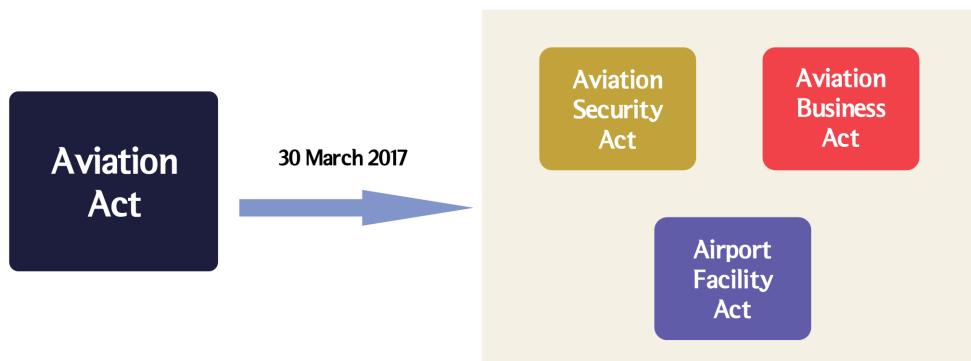 Aviation
Act
30 March 2017
Aviation
Security
Act
Aviation
Business
Act
Airport
Facility
Act